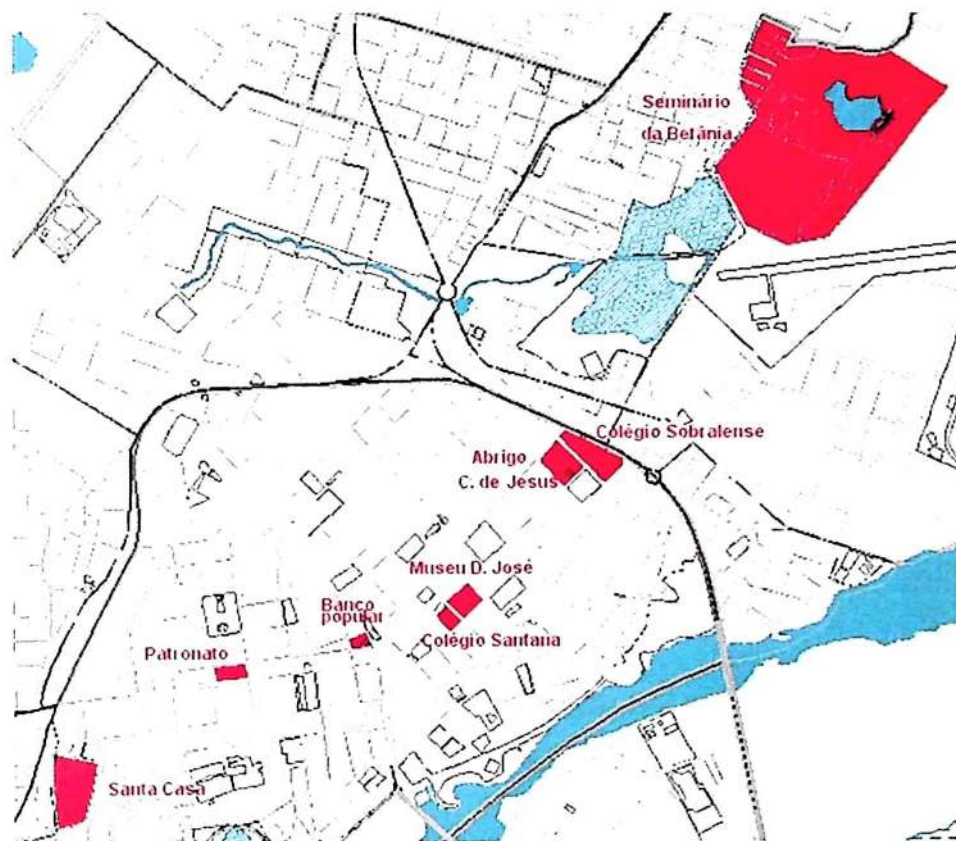 Seminário
da Betânia
Colégio Sobralense
Abrigo
C. de Jesus
Museu D. José
Banco
popular
Colégio Santana
Patronato
Santa Casa